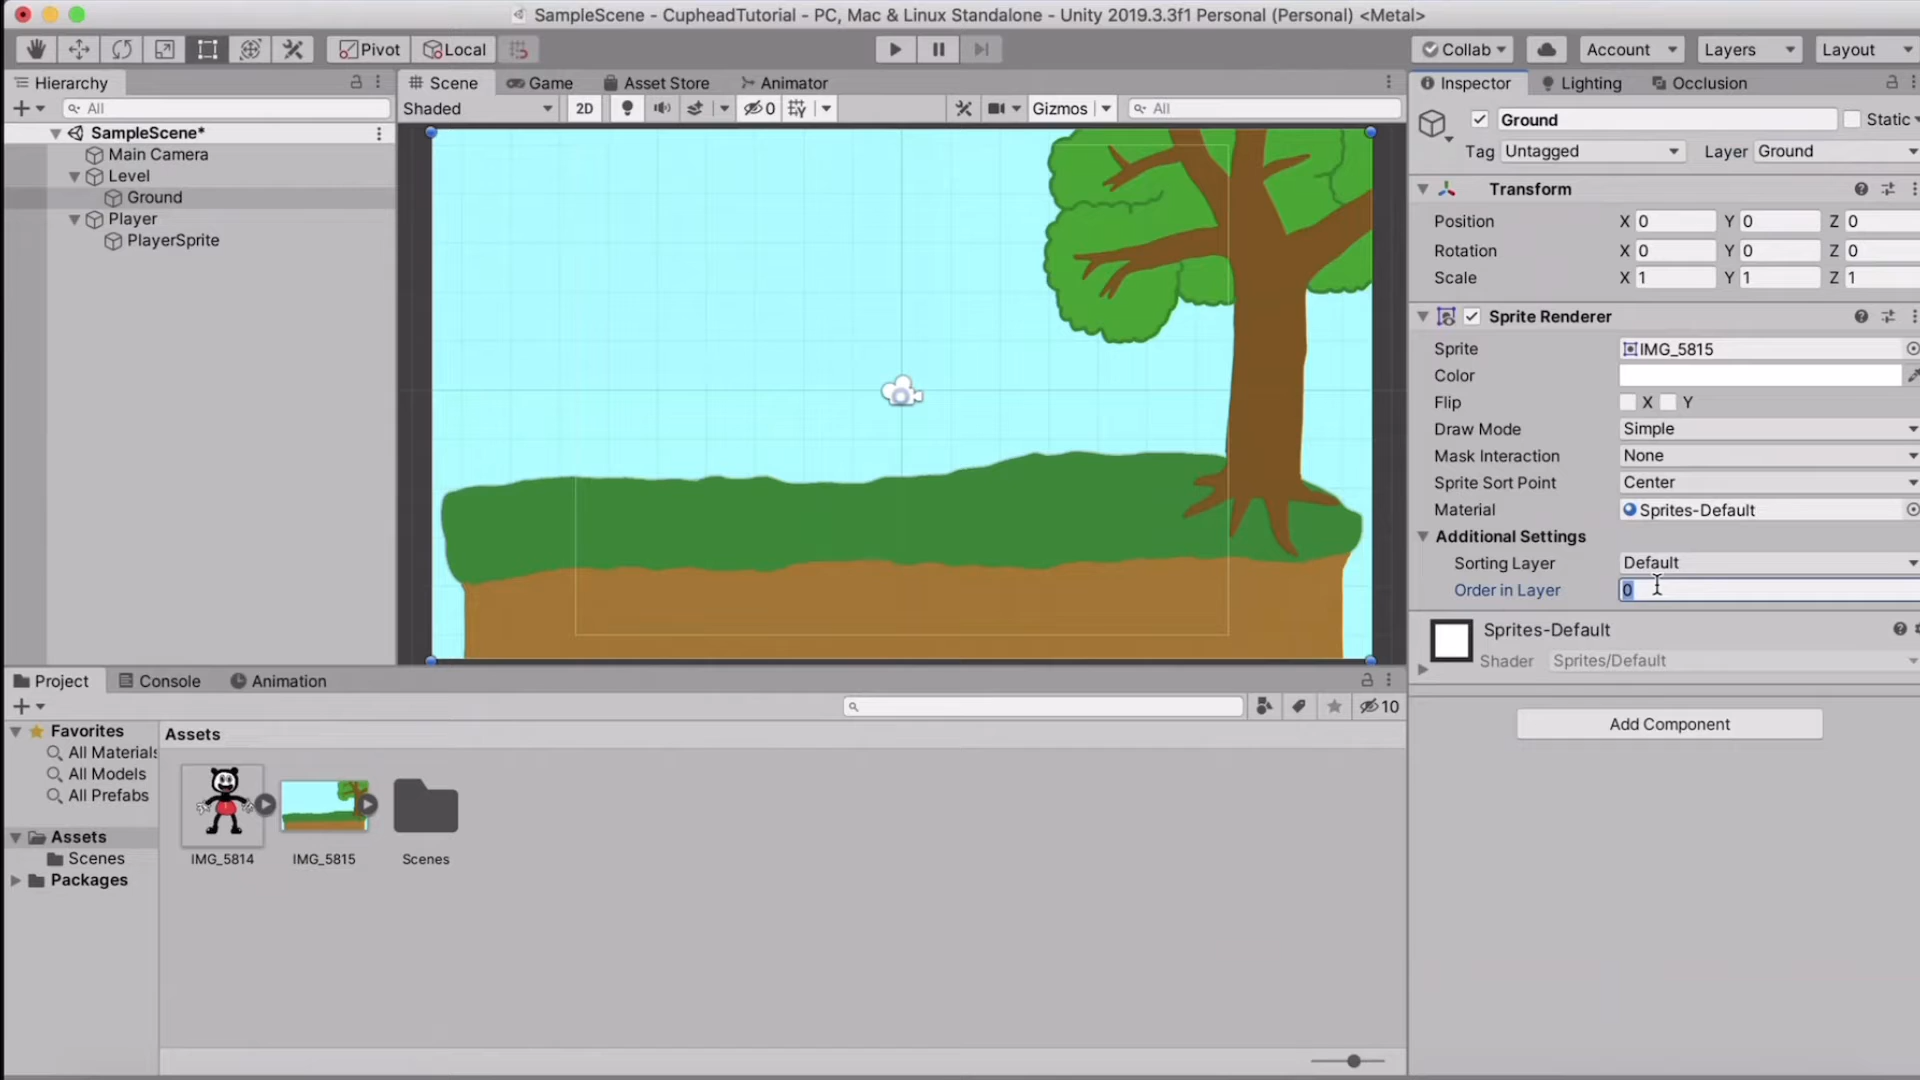 SampleScene - CupheadTutorial - PC, Mac & Linux Standalone - Unity 2019.3.3f1 Personal (Personal) <Metal>
Pivot Local Collab Account Layers Layout
Hierarchy Scene Game Asset Store Animator Inspector Lighting Occlusion
All Shaded 2D 0 Gizmos All
SampleScene*
Main Camera
Level
Ground
Player
PlayerSprite
Ground Static
Tag Untagged Layer Ground
Transform
Position X 0 Y 0 Z 0
Rotation X 0 Y 0 Z 0
Scale X 1 Y 1 Z 1
Sprite Renderer
Sprite IMG_5815
Color
Flip X Y
Draw Mode Simple
Mask Interaction None
Sprite Sort Point Center
Material Sprites-Default
Additional Settings
Sorting Layer Default
Order in Layer 0
Sprites-Default
Shader Sprites/Default
Add Component
Project Console Animation
10
Favorites
All Materials
All Models
All Prefabs
Assets
Scenes
Packages
Assets
IMG_5814 IMG_5815 Scenes